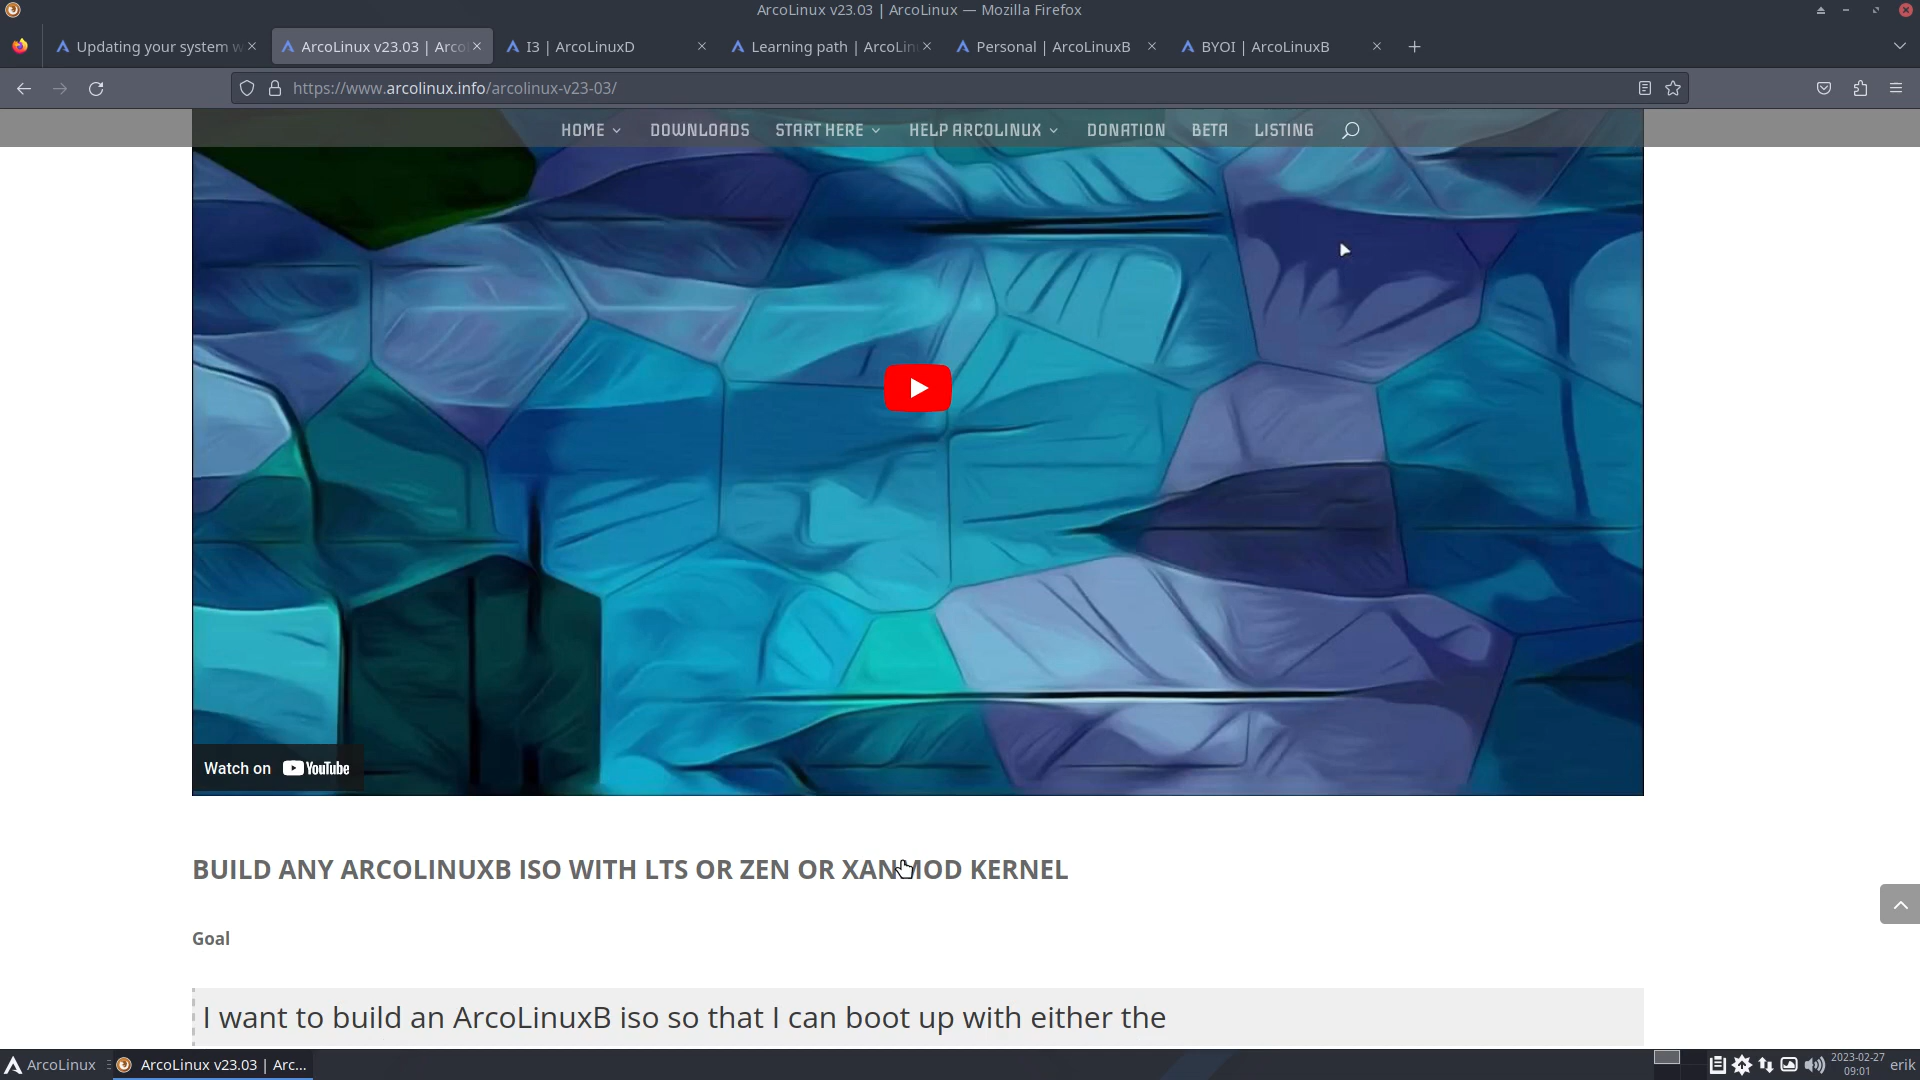 ArcoLinux v23.03 | ArcoLinux — Mozilla Firefox
Updating your system w
ArcoLinux v23.03 | Arco
I3 | ArcoLinuxD
Learning path | ArcoLin
Personal | ArcoLinuxB
BYOI | ArcoLinuxB
https://www.arcolinux.info/arcolinux-v23-03/
HOME DOWNLOADS START HERE HELP ARCOLINUX DONATION BETA LISTING
Watch on YouTube
BUILD ANY ARCOLINUXB ISO WITH LTS OR ZEN OR XANMOD KERNEL
Goal
I want to build an ArcoLinuxB iso so that I can boot up with either the
ArcoLinux
ArcoLinux v23.03 | Arc...
2023-02-27
09:01
erik